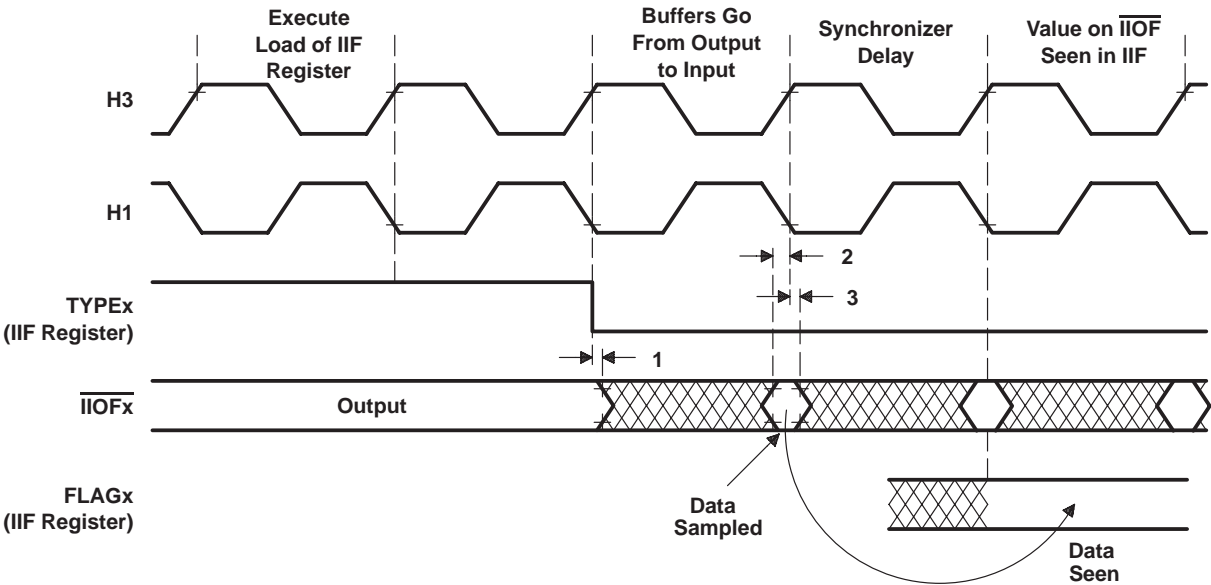 Execute
Load of IIF
Register
Buffers Go
From Output
to Input
Synchronizer
Delay
Value on IIOF
Seen in IIF
H3
H1
2
3
TYPEx
(IIF Register)
1
IIOFx
Output
FLAGx
(IIF Register)
Data
Sampled
Data
Seen